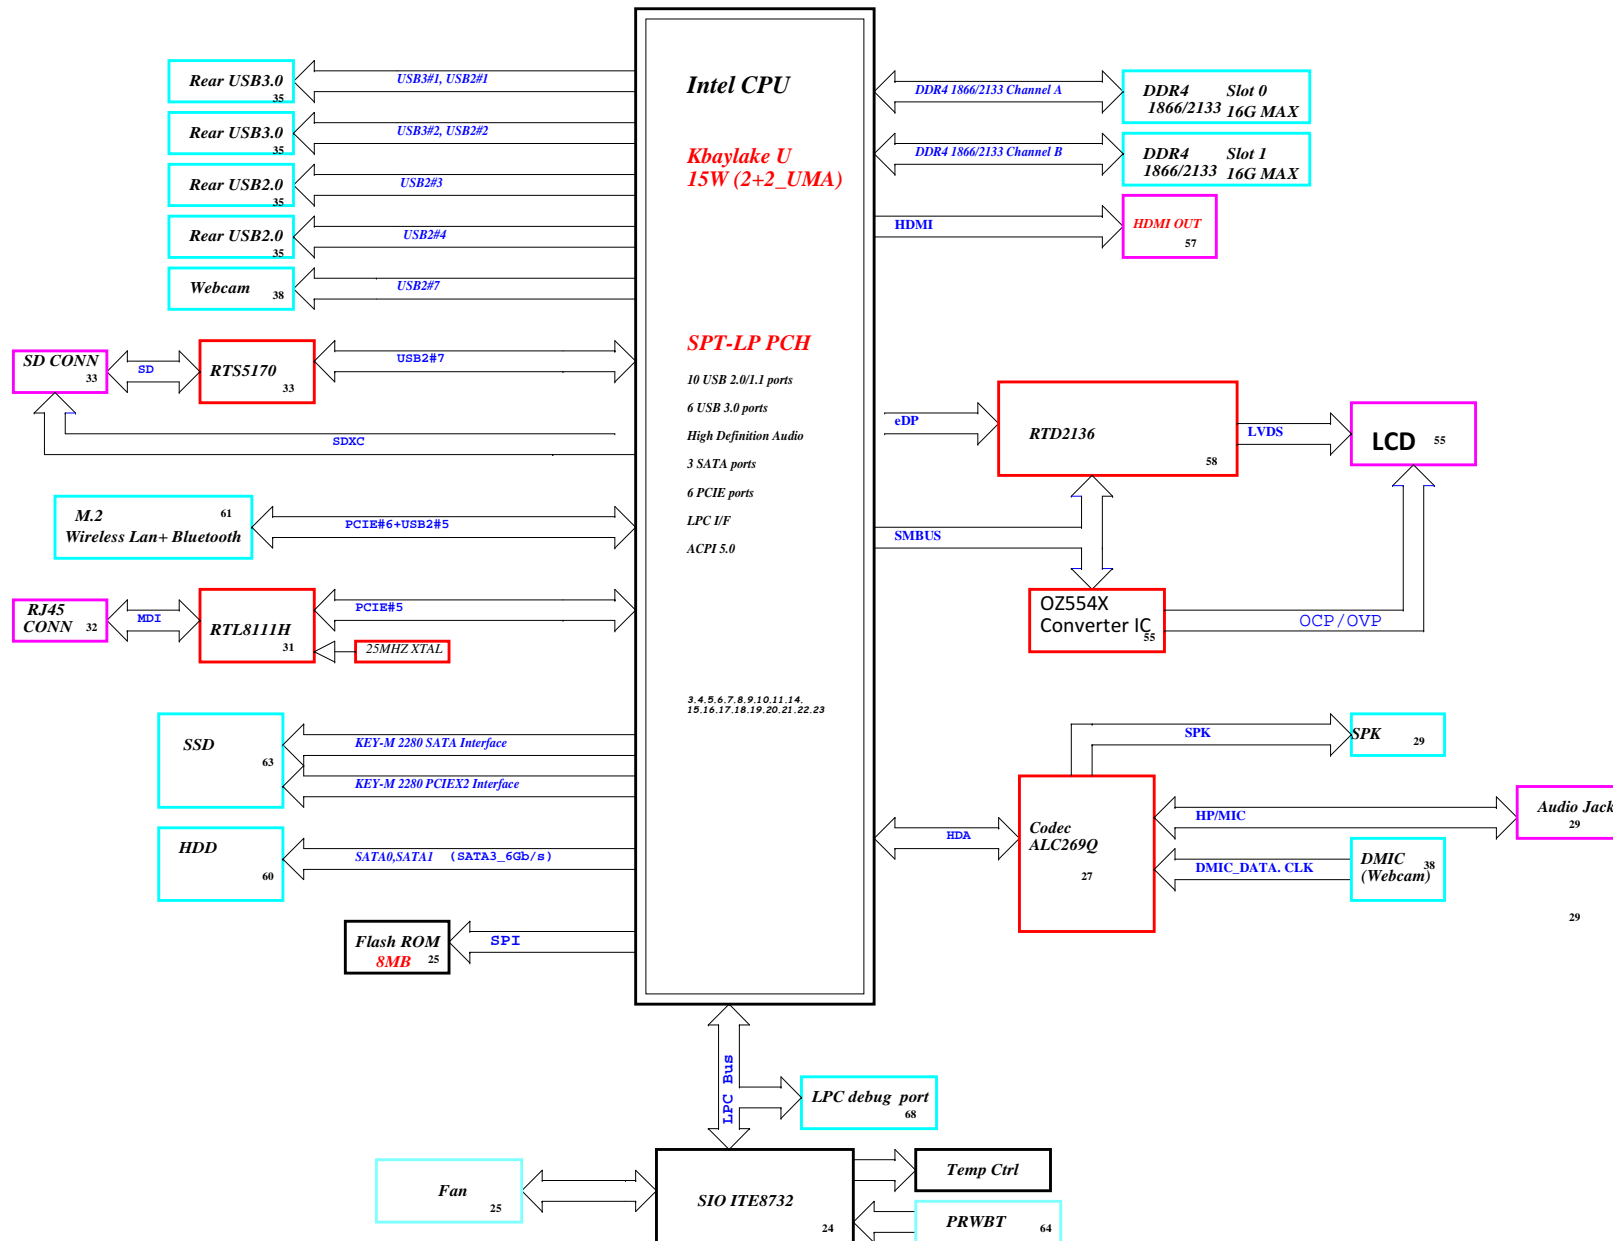 Rear USB3.0
35
USB3#1, USB2#1
Rear USB3.0
35
USB3#2, USB2#2
Rear USB2.0
35
USB2#3
Rear USB2.0
35
USB2#4
Webcam
38
USB2#7
SD CONN
33
SD
RTS5170
33
USB2#7
SDXC
M.2
61
Wireless Lan+ Bluetooth
PCIE#6+USB2#5
RJ45
CONN
32
MDI
RTL8111H
31
PCIE#5
25MHZ XTAL
SSD
63
KEY-M 2280 SATA Interface
KEY-M 2280 PCIEX2 Interface
HDD
60
SATA0,SATA1 (SATA3_6Gb/s)
Flash ROM
8MB
25
SPI
Intel CPU
Kbaylake U
15W (2+2_UMA)
SPT-LP PCH
10 USB 2.0/1.1 ports
6 USB 3.0 ports
High Definition Audio
3 SATA ports
6 PCIE ports
LPC I/F
ACPI 5.0
3,4,5,6,7,8,9,10,11,14,
15,16,17,18,19,20,21,22,23
DDR4 1866/2133 Channel A
DDR4 Slot 0
1866/2133 16G MAX
DDR4 1866/2133 Channel B
DDR4 Slot 1
1866/2133 16G MAX
HDMI
HDMI OUT
57
eDP
RTD2136
58
LVDS
LCD
55
SMBUS
OZ554X
Converter IC
55
OCP/OVP
SPK
SPK
29
HDA
Codec
ALC269Q
27
HP/MIC
Audio Jack
29
DMIC_DATA. CLK
DMIC
38
(Webcam)
29
LPC Bus
LPC debug port
68
Fan
25
SIO ITE8732
24
Temp Ctrl
PRWBT
64